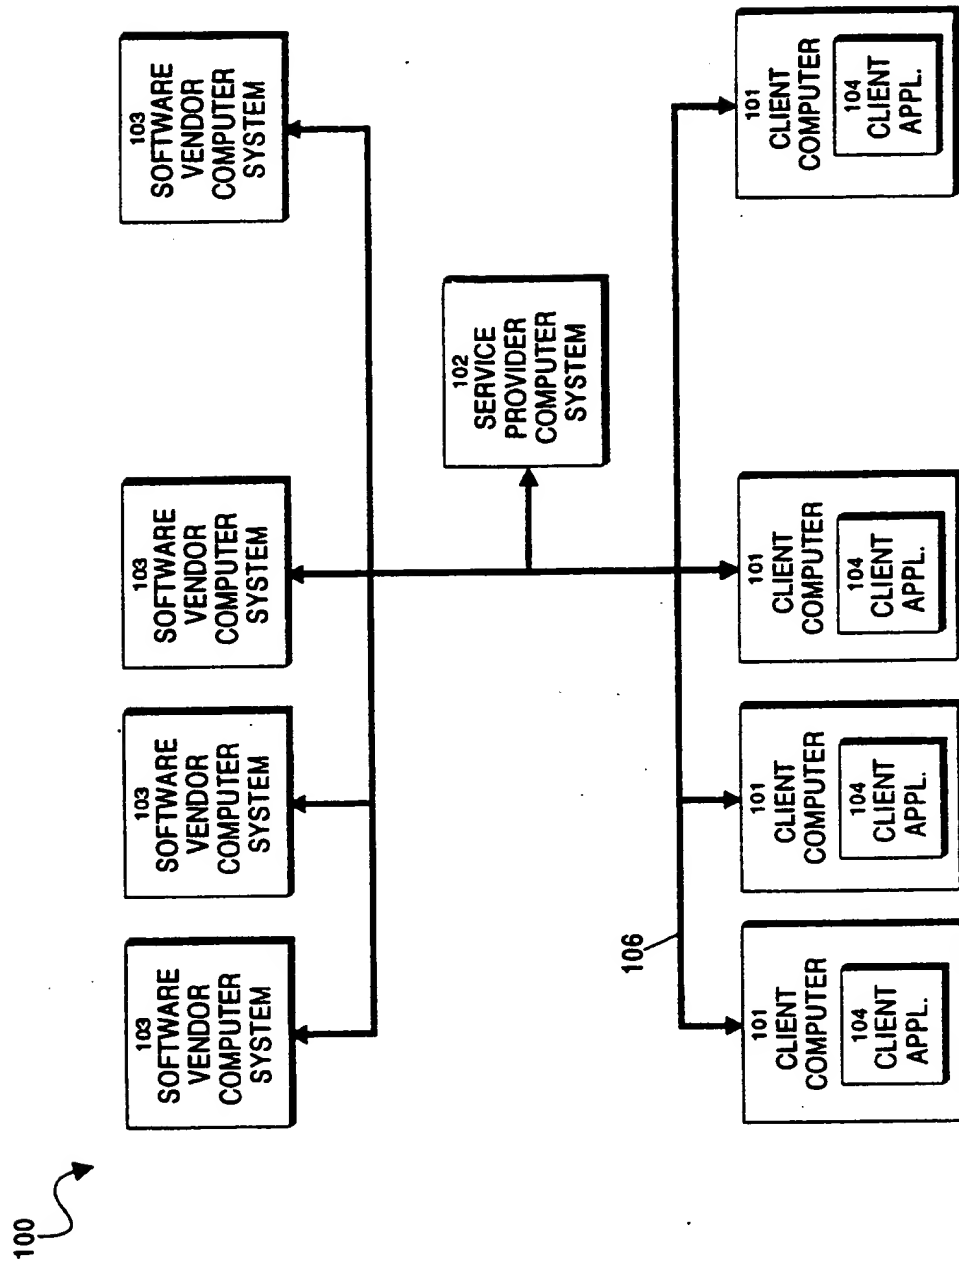 100
103
SOFTWARE
VENDOR
COMPUTER
SYSTEM
103
SOFTWARE
VENDOR
COMPUTER
SYSTEM
103
SOFTWARE
VENDOR
COMPUTER
SYSTEM
103
SOFTWARE
VENDOR
COMPUTER
SYSTEM
102
SERVICE
PROVIDER
COMPUTER
SYSTEM
106
101
CLIENT
COMPUTER
104
CLIENT
APPL.
101
CLIENT
COMPUTER
104
CLIENT
APPL.
101
CLIENT
COMPUTER
104
CLIENT
APPL.
101
CLIENT
COMPUTER
104
CLIENT
APPL.